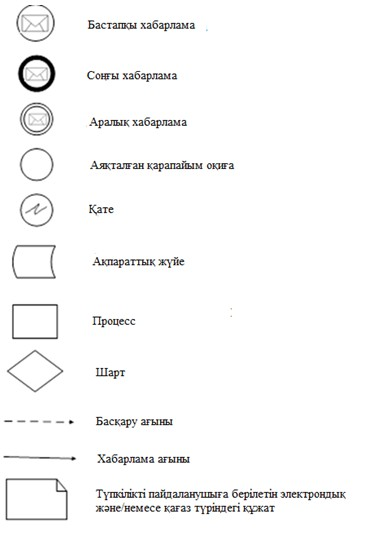 Бастапқы хабарлама
Соңғы хабарлама
Аралық хабарлама
Аяқталған қарапайым оқиға
Қате
Ақпараттық жүйе
Процесс
Шарт
Басқару ағыны
Хабарлама ағыны
Түпкілікті пайдаланушыға берілетін электрондық
және/немесе қағаз түріндегі құжат